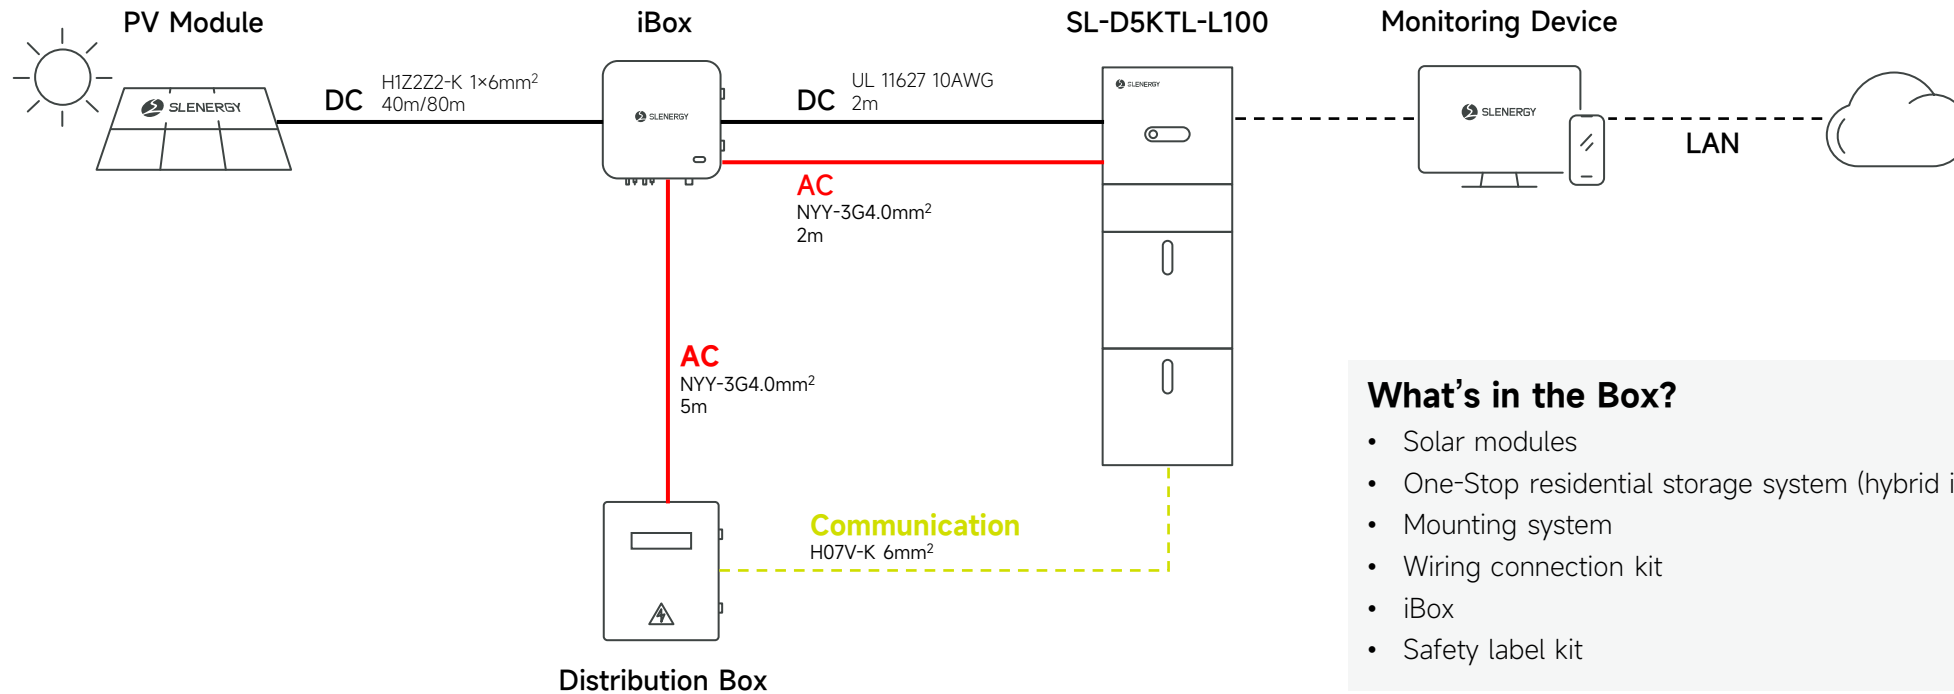 PV Module
iBox
SL-D5KTL-L100
Monitoring Device
SLENERGY
DC
H1Z2Z2-K 1×6mm²
40m/80m
SLENERGY
DC
UL 11627 10AWG
2m
SLENERGY
SLENERGY
LAN
AC
NYY-3G4.0mm²
2m
AC
NYY-3G4.0mm²
5m
Communication
H07V-K 6mm²
Distribution Box
What's in the Box?
• Solar modules
• One-Stop residential storage system (hybrid i
• Mounting system
• Wiring connection kit
• iBox
• Safety label kit